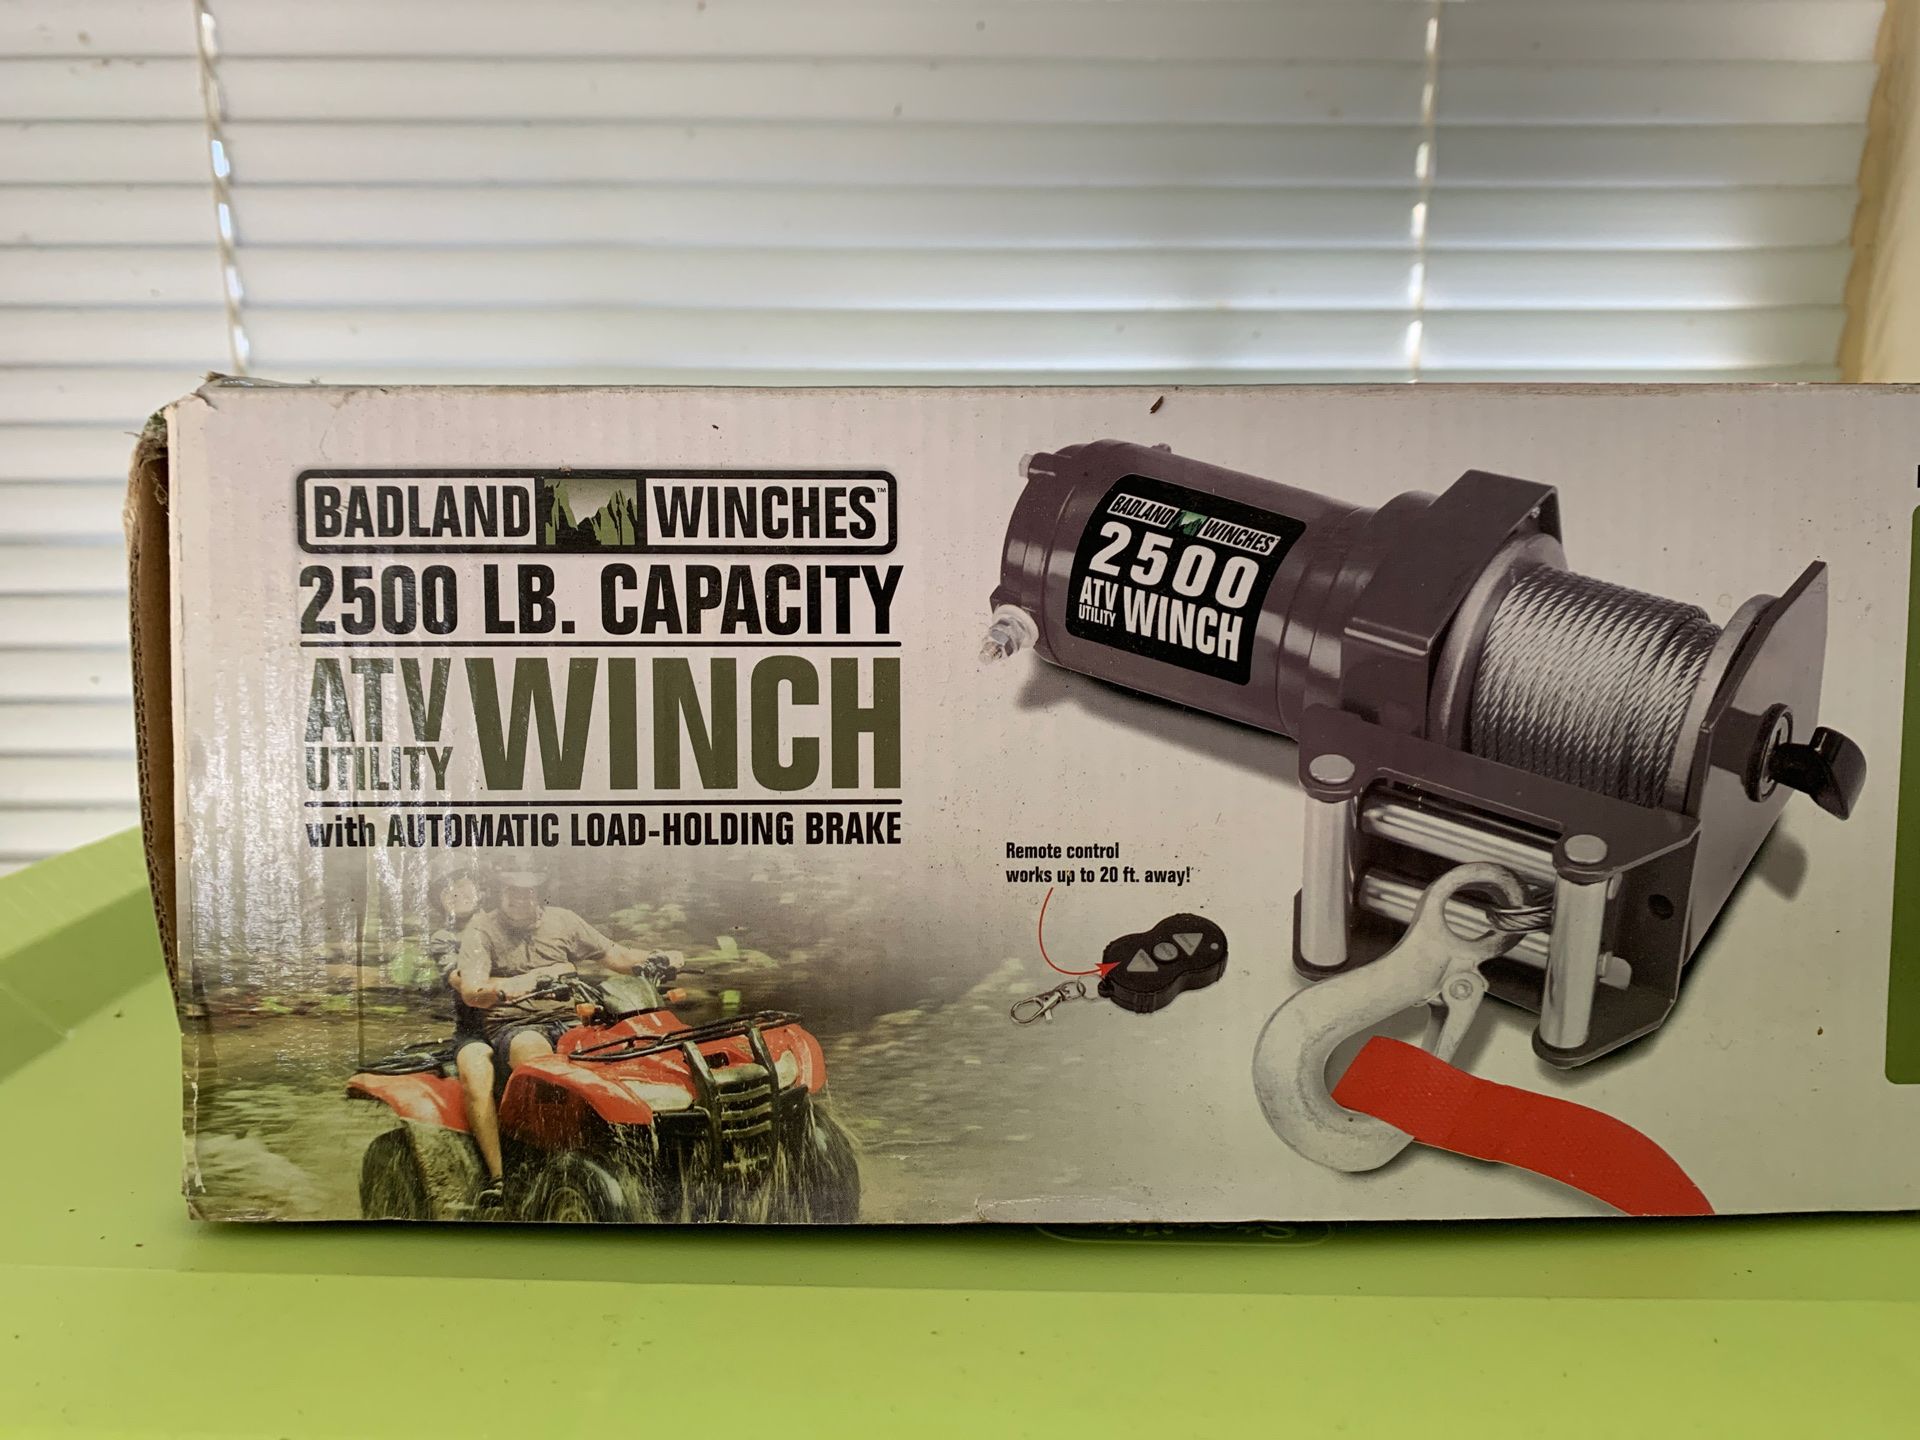 BADLAND WINCHES™
2500 LB. CAPACITY
ATV UTILITY WINCH
with AUTOMATIC LOAD-HOLDING BRAKE
BADLAND WINCHES
2500
ATV UTILITY WINCH
Remote control
works up to 20 ft. away!